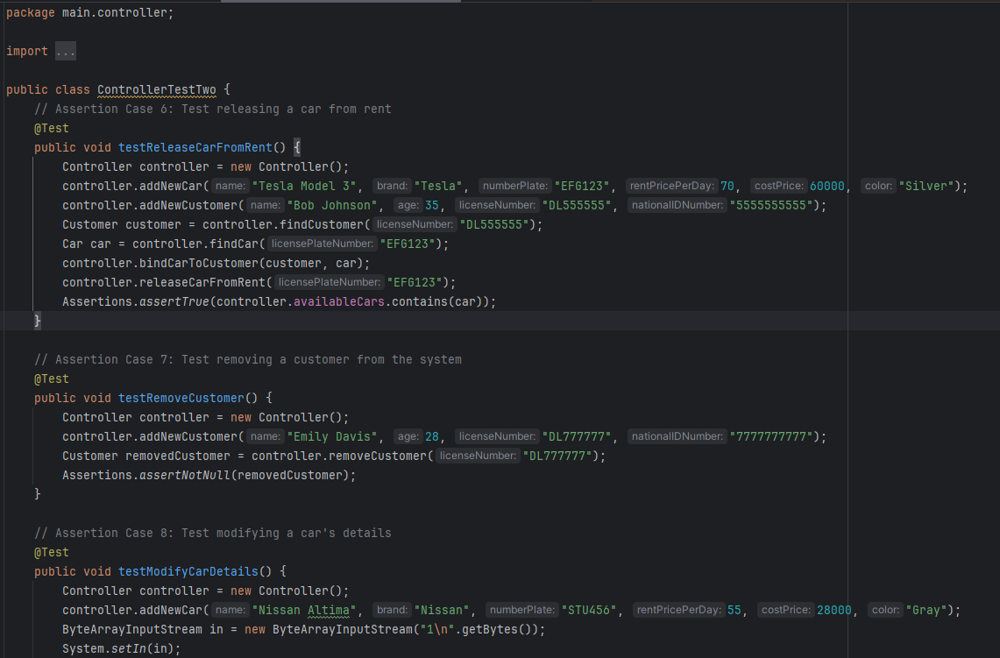 package main.controller;
import ...
public class ControllerTestTwo {
// Assertion Case 6: Test releasing a car from rent
@Test
public void testReleaseCarFromRent() {
Controller controller = new Controller();
controller.addNewCar( name: "Tesla Model 3", brand: "Tesla", numberPlate: "EFG123", rentPricePerDay: 70, costPrice: 60000, color: "Silver");
controller.addNewCustomer( name: "Bob Johnson", age: 35, licenseNumber: "DL555555", nationalIDNumber: "5555555555");
Customer customer = controller.findCustomer( licenseNumber: "DL555555");
Car car = controller.findCar( licensePlateNumber: "EFG123");
controller.bindCarToCustomer(customer, car);
controller.releaseCarFromRent( licensePlateNumber: "EFG123");
Assertions.assertTrue(controller.availableCars.contains(car));
}
// Assertion Case 7: Test removing a customer from the system
@Test
public void testRemoveCustomer() {
Controller controller = new Controller();
controller.addNewCustomer( name: "Emily Davis", age: 28, licenseNumber: "DL777777", nationalIDNumber: "7777777777");
Customer removedCustomer = controller.removeCustomer( licenseNumber: "DL777777");
Assertions.assertNotNull(removedCustomer);
}
// Assertion Case 8: Test modifying a car's details
@Test
public void testModifyCarDetails() {
Controller controller = new Controller();
controller.addNewCar( name: "Nissan Altima", brand: "Nissan", numberPlate: "STU456", rentPricePerDay: 55, costPrice: 28000, color: "Gray");
ByteArrayInputStream in = new ByteArrayInputStream("1\n".getBytes());
System.setIn(in);